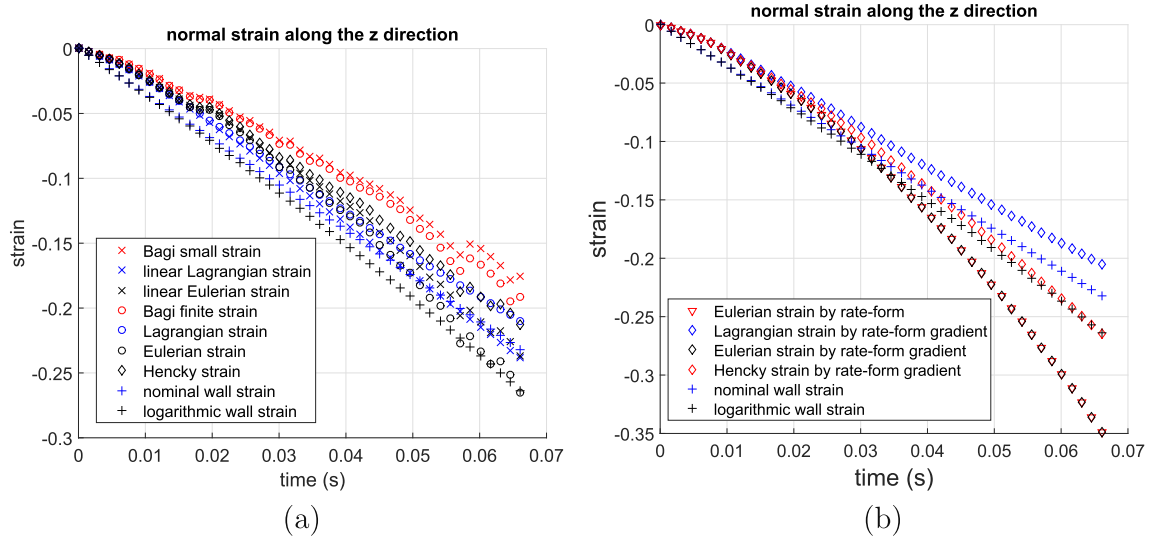 normal strain along the z direction
0
-0.05
-0.1
-0.15
-0.2
-0.25
-0.3
strain
Bagi small strain
linear Lagrangian strain
linear Eulerian strain
Bagi finite strain
Lagrangian strain
Eulerian strain
Hencky strain
nominal wall strain
logarithmic wall strain
0 0.01 0.02 0.03 0.04 0.05 0.06 0.07
time (s)
(a)
normal strain along the z direction
0
-0.05
-0.1
-0.15
-0.2
-0.25
-0.3
-0.35
strain
Eulerian strain by rate-form
Lagrangian strain by rate-form gradient
Eulerian strain by rate-form gradient
Hencky strain by rate-form gradient
nominal wall strain
logarithmic wall strain
0 0.01 0.02 0.03 0.04 0.05 0.06 0.07
time (s)
(b)